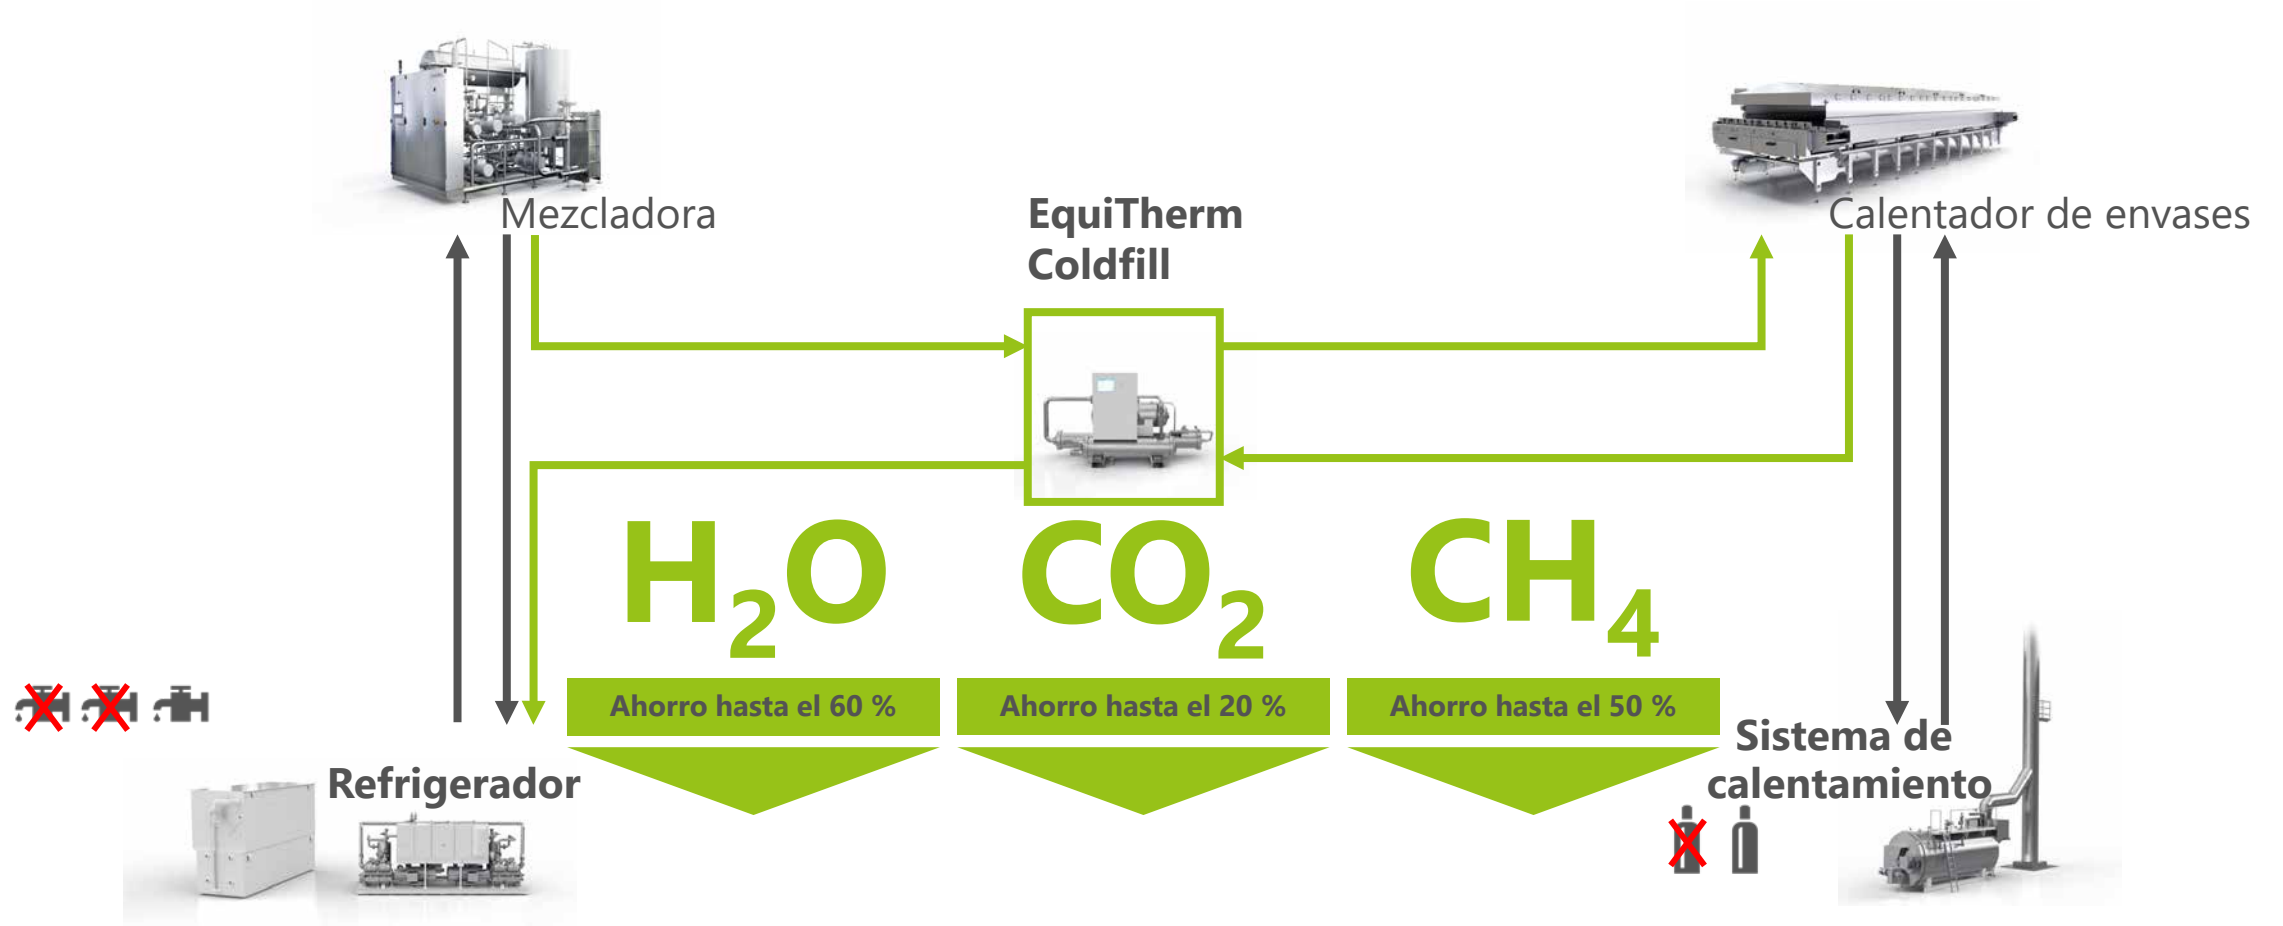 Mezcladora
EquiTherm
Coldfill
Calentador de envases
H₂O
CO₂
CH₄
Ahorro hasta el 60 %
Ahorro hasta el 20 %
Ahorro hasta el 50 %
Refrigerador
Sistema de
calentamiento